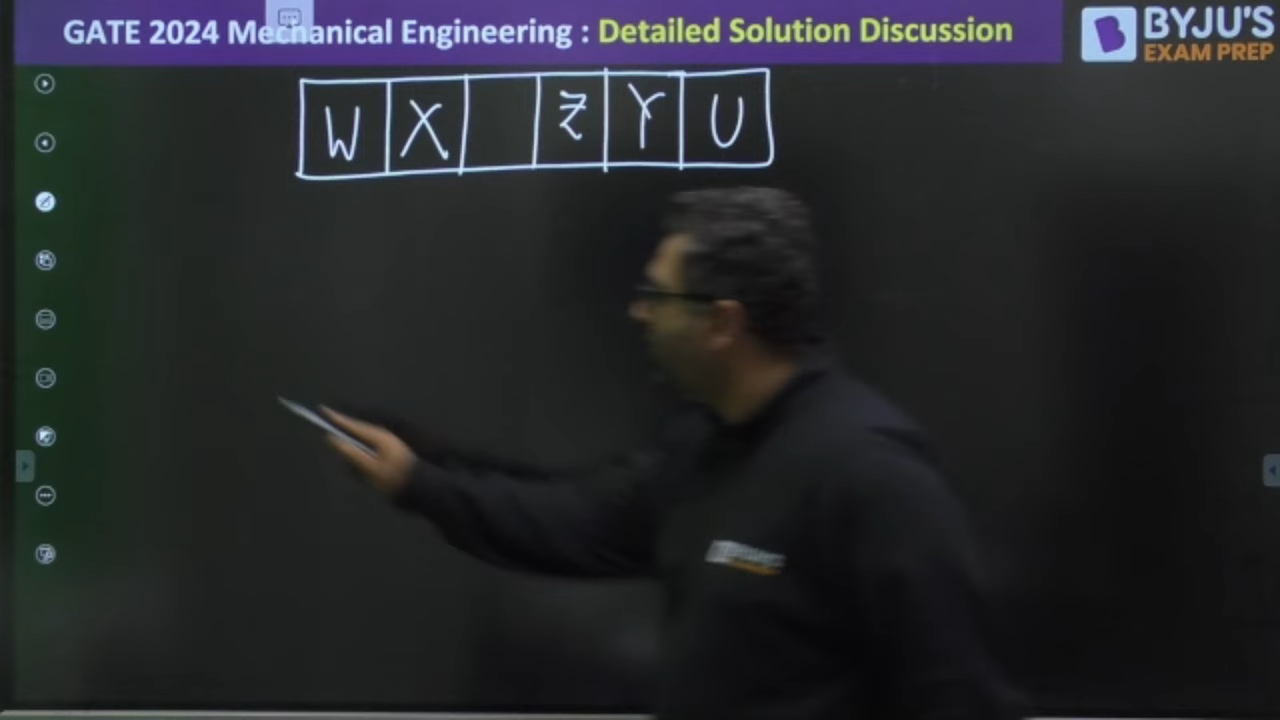 GATE 2024 Mechanical Engineering : Detailed Solution Discussion
BYJU'S
EXAM PREP
W X Z Y U